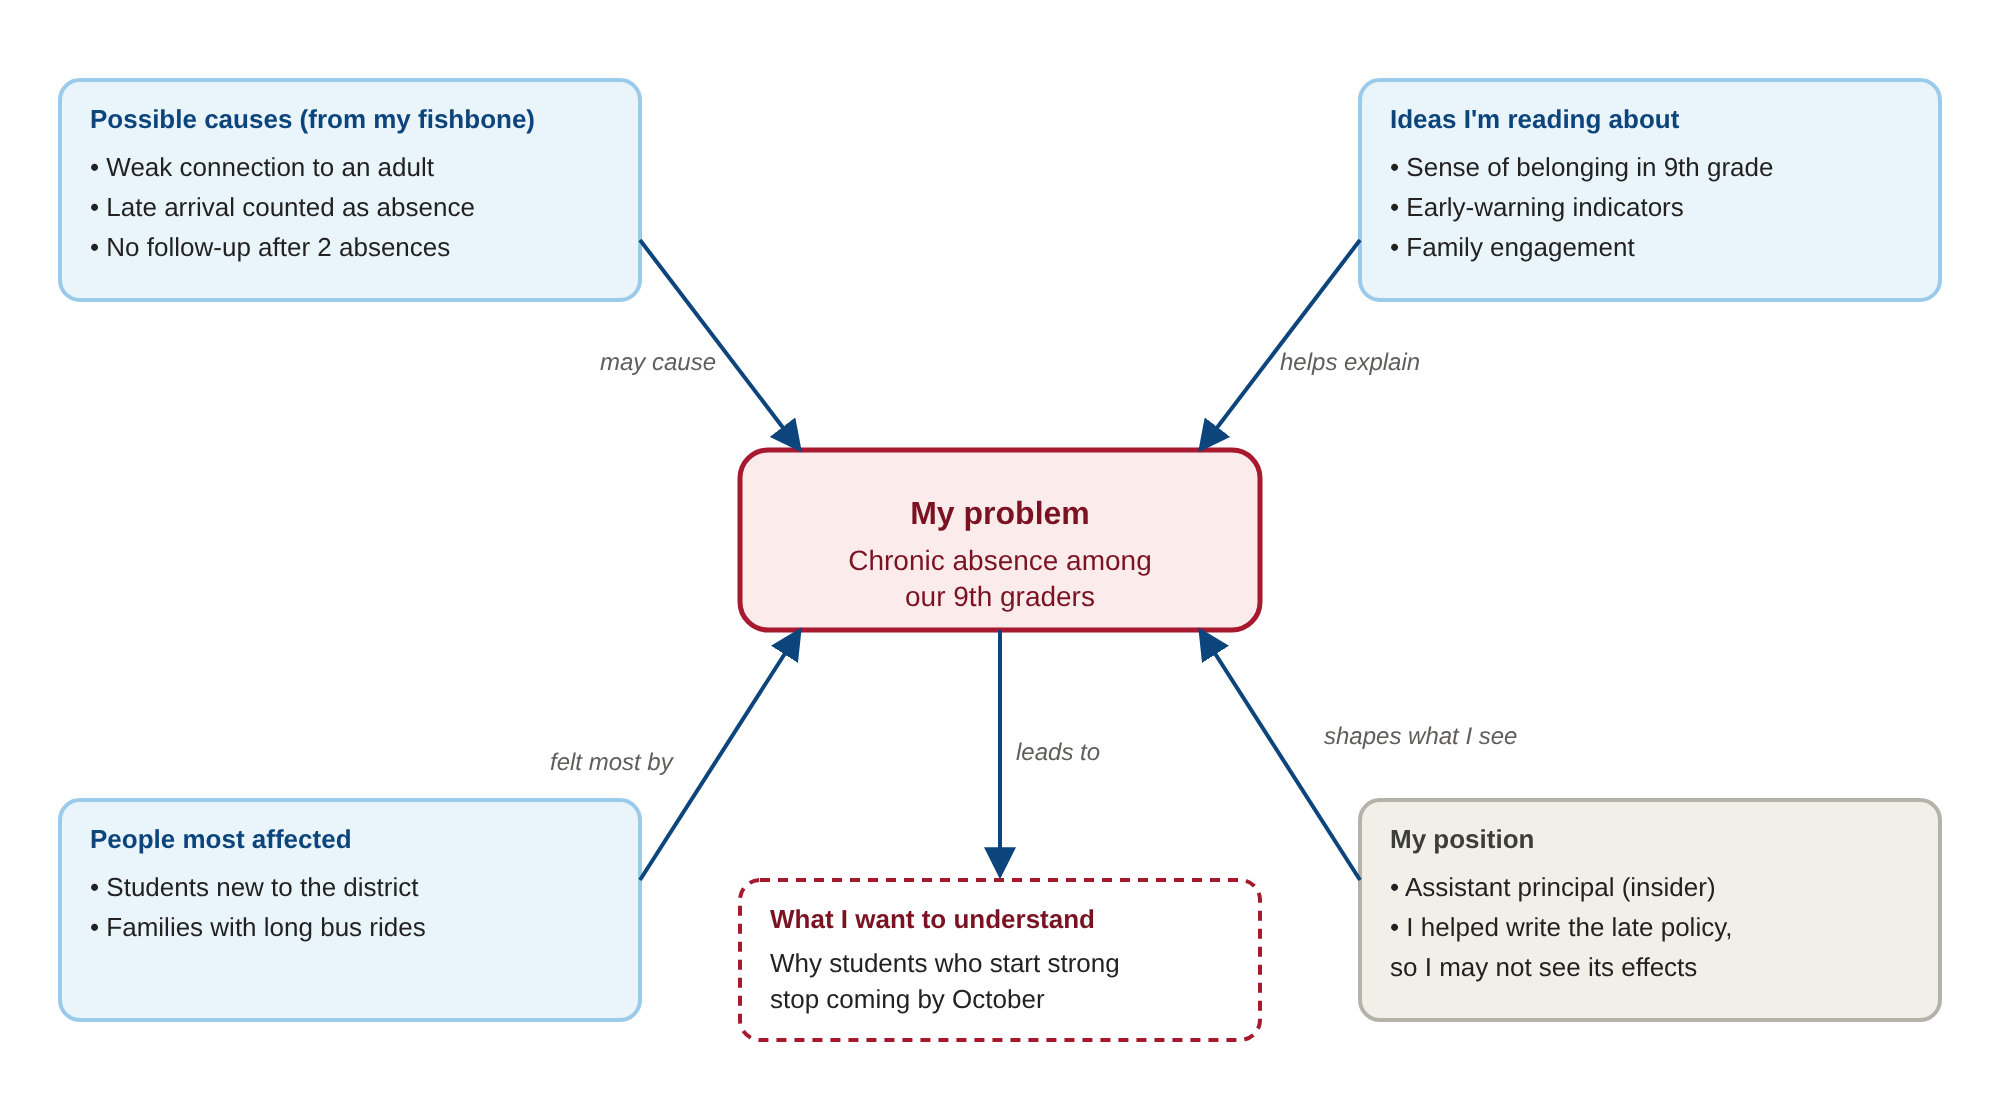 Possible causes (from my fishbone)
• Weak connection to an adult
• Late arrival counted as absence
• No follow-up after 2 absences
Ideas I'm reading about
• Sense of belonging in 9th grade
• Early-warning indicators
• Family engagement
may cause
helps explain
My problem
Chronic absence among
our 9th graders
felt most by
leads to
shapes what I see
People most affected
• Students new to the district
• Families with long bus rides
What I want to understand
Why students who start strong
stop coming by October
My position
• Assistant principal (insider)
• I helped write the late policy,
so I may not see its effects